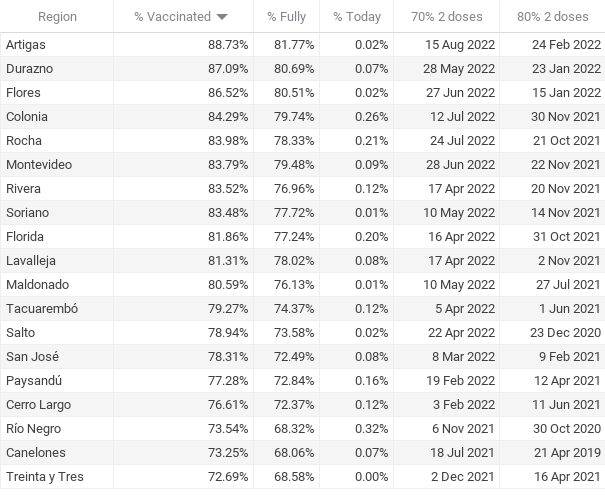 Region % Vaccinated % Fully % Today 70% 2 doses 80% 2 doses
Artigas 88.73% 81.77% 0.02% 15 Aug 2022 24 Feb 2022
Durazno 87.09% 80.69% 0.07% 28 May 2022 23 Jan 2022
Flores 86.52% 80.51% 0.02% 27 Jun 2022 15 Jan 2022
Colonia 84.29% 79.74% 0.26% 12 Jul 2022 30 Nov 2021
Rocha 83.98% 78.33% 0.21% 24 Jul 2022 21 Oct 2021
Montevideo 83.79% 79.48% 0.09% 28 Jun 2022 22 Nov 2021
Rivera 83.52% 76.96% 0.12% 17 Apr 2022 20 Nov 2021
Soriano 83.48% 77.72% 0.01% 10 May 2022 14 Nov 2021
Florida 81.86% 77.24% 0.20% 16 Apr 2022 31 Oct 2021
Lavalleja 81.31% 78.02% 0.08% 17 Apr 2022 2 Nov 2021
Maldonado 80.59% 76.13% 0.01% 10 May 2022 27 Jul 2021
Tacuarembó 79.27% 74.37% 0.12% 5 Apr 2022 1 Jun 2021
Salto 78.94% 73.58% 0.02% 22 Apr 2022 23 Dec 2020
San José 78.31% 72.49% 0.08% 8 Mar 2022 9 Feb 2021
Paysandú 77.28% 72.84% 0.16% 19 Feb 2022 12 Apr 2021
Cerro Largo 76.61% 72.37% 0.12% 3 Feb 2022 11 Jun 2021
Río Negro 73.54% 68.32% 0.32% 6 Nov 2021 30 Oct 2020
Canelones 73.25% 68.06% 0.07% 18 Jul 2021 21 Apr 2019
Treinta y Tres 72.69% 68.58% 0.00% 2 Dec 2021 16 Apr 2021